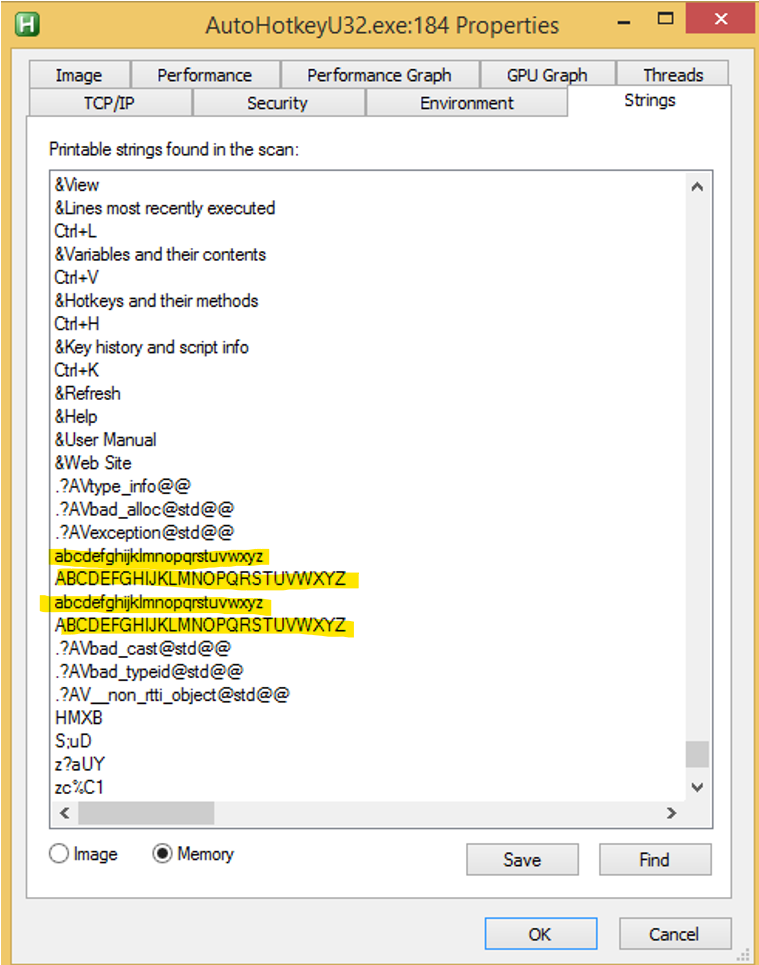 AutoHotkeyU32.exe:184 Properties
Image Performance Performance Graph GPU Graph Threads
TCP/IP Security Environment Strings
Printable strings found in the scan:
&View
&Lines most recently executed
Ctrl+L
&Variables and their contents
Ctrl+V
&Hotkeys and their methods
Ctrl+H
&Key history and script info
Ctrl+K
&Refresh
&Help
&User Manual
&Web Site
.?AVtype_info@@
.?AVbad_alloc@std@@
.?AVexception@std@@
abcdefghijklmnopqrstuvwxyz
ABCDEFGHIJKLMNOPQRSTUVWXYZ
abcdefghijklmnopqrstuvwxyz
ABCDEFGHIJKLMNOPQRSTUVWXYZ
.?AVbad_cast@std@@
.?AVbad_typeid@std@@
.?AV__non_rtti_object@std@@
HMXB
S;uD
z?aUY
zc%C1
Image Memory Save Find
OK Cancel